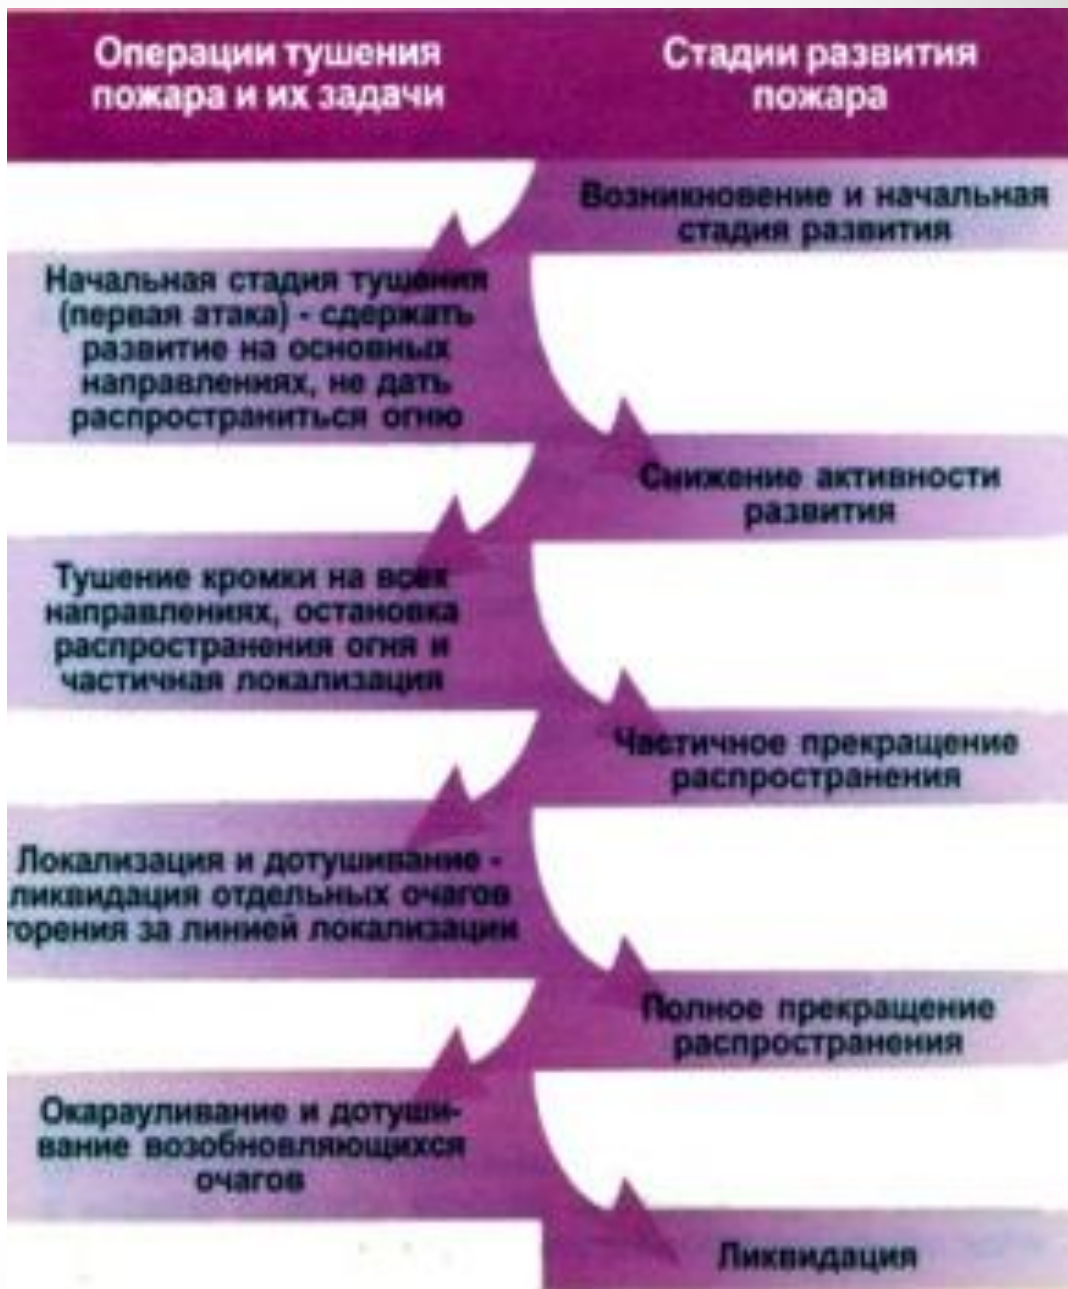 Операции тушения
пожара и их задачи
Стадии развития
пожара
Возникновение и начальная
стадия развития
Начальная стадия тушения
(первая атака) - сдержать
развитие на основных
направлениях, не дать
распространиться огню
Снижение активности
развития
Тушение кромки на всех
направлениях, остановка
распространения огня и
частичная локализация
Частичное прекращение
распространения
Локализация и дотушивание -
ликвидация отдельных очагов
горения за линией локализации
Полное прекращение
распространения
Окарауливание и дотуши-
вание возобновляющихся
очагов
Ликвидация